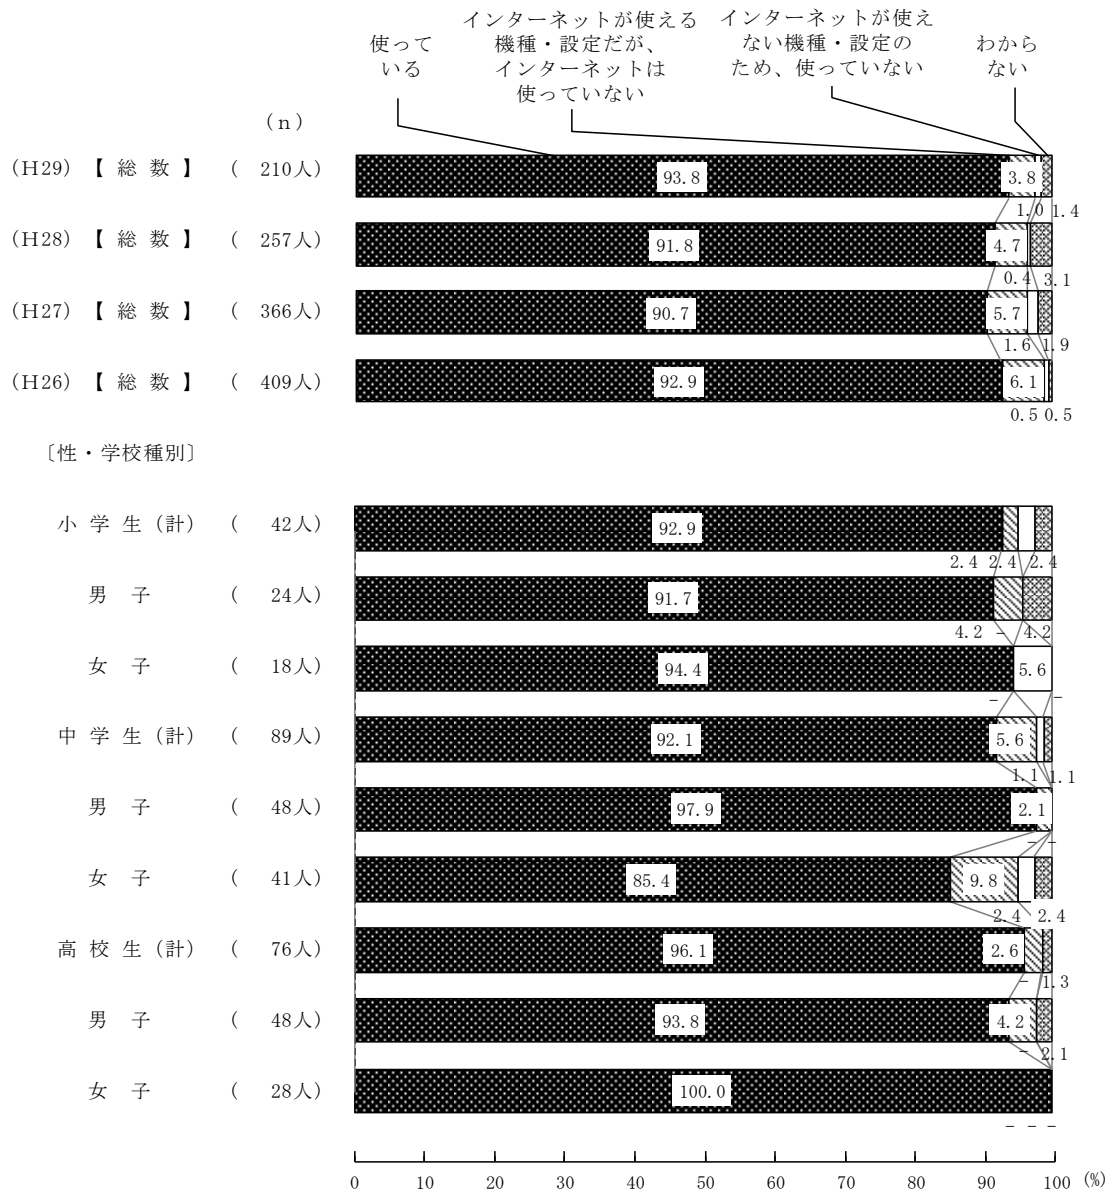 使って
いる
インターネットが使える
機種・設定だが、
インターネットは
使っていない
インターネットが使え
ない機種・設定の
ため、使っていない
わから
ない
(n)
(H29)【 総 数 】 ( 210人) 93.8 3.8
1.0 1.4
(H28)【 総 数 】 ( 257人) 91.8 4.7
0.4 3.1
(H27)【 総 数 】 ( 366人) 90.7 5.7
1.6 1.9
(H26)【 総 数 】 ( 409人) 92.9 6.1
0.5 0.5
〔性・学校種別〕
小 学 生(計) ( 42人) 92.9
2.4 2.4 2.4
男 子 ( 24人) 91.7
4.2 - 4.2
女 子 ( 18人) 94.4 5.6
- -
中 学 生(計) ( 89人) 92.1 5.6
1.1 1.1
男 子 ( 48人) 97.9 2.1
- -
女 子 ( 41人) 85.4 9.8
2.4 2.4
高 校 生(計) ( 76人) 96.1 2.6
- 1.3
男 子 ( 48人) 93.8 4.2
- 2.1
女 子 ( 28人) 100.0
- - -
0 10 20 30 40 50 60 70 80 90 100 (%)